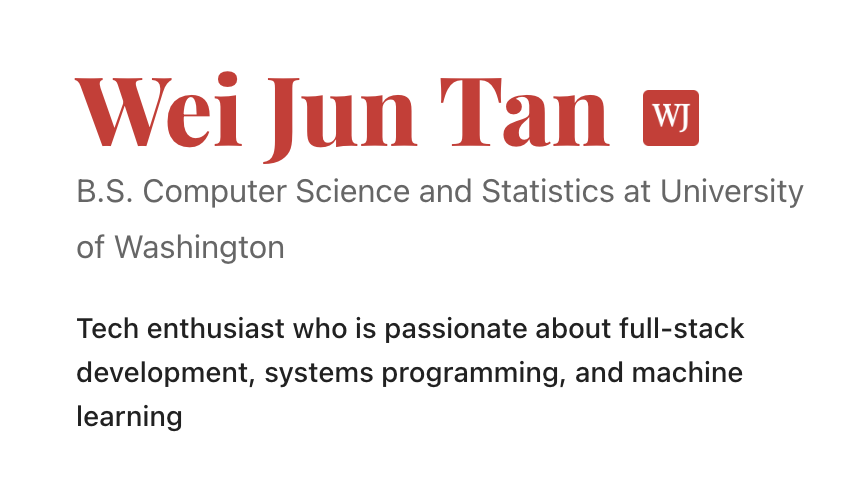 Wei Jun Tan WJ
B.S. Computer Science and Statistics at University
of Washington
Tech enthusiast who is passionate about full-stack
development, systems programming, and machine
learning